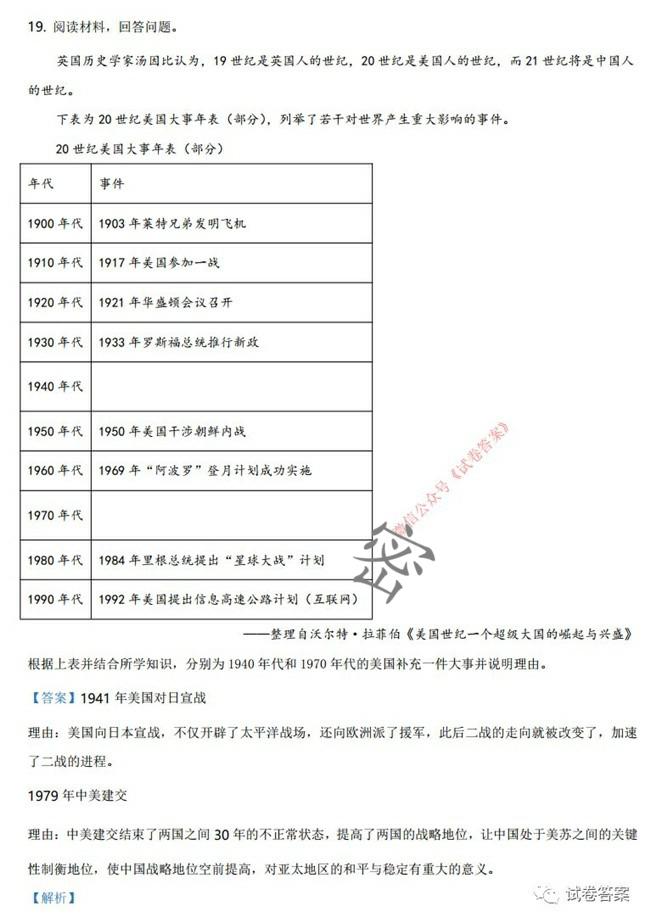 19. 阅读材料，回答问题。
英国历史学家汤因比认为，19 世纪是英国人的世纪，20 世纪是美国人的世纪，而 21 世纪将是中国人
的世纪。
下表为 20 世纪美国大事年表（部分），列举了若干对世界产生重大影响的事件。
20 世纪美国大事年表（部分）
年代 事件
1900 年代 1903 年莱特兄弟发明飞机
1910 年代 1917 年美国参加一战
1920 年代 1921 年华盛顿会议召开
1930 年代 1933 年罗斯福总统推行新政
1940 年代
1950 年代 1950 年美国干涉朝鲜内战
1960 年代 1969 年“阿波罗”登月计划成功实施
1970 年代
1980 年代 1984 年里根总统提出“星球大战”计划
1990 年代 1992 年美国提出信息高速公路计划（互联网）
微信公众号《试卷答案》
密
——整理自沃尔特·拉菲伯《美国世纪一个超级大国的崛起与兴盛》
根据上表并结合所学知识，分别为 1940 年代和 1970 年代的美国补充一件大事并说明理由。
【答案】1941 年美国对日宣战
理由：美国向日本宣战，不仅开辟了太平洋战场，还向欧洲派了援军，此后二战的走向就被改变了，加速
了二战的进程。
1979 年中美建交
理由：中美建交结束了两国之间 30 年的不正常状态，提高了两国的战略地位，让中国处于美苏之间的关键
性制衡地位，使中国战略地位空前提高，对亚太地区的和平与稳定有重大的意义。
【解析】
试卷答案